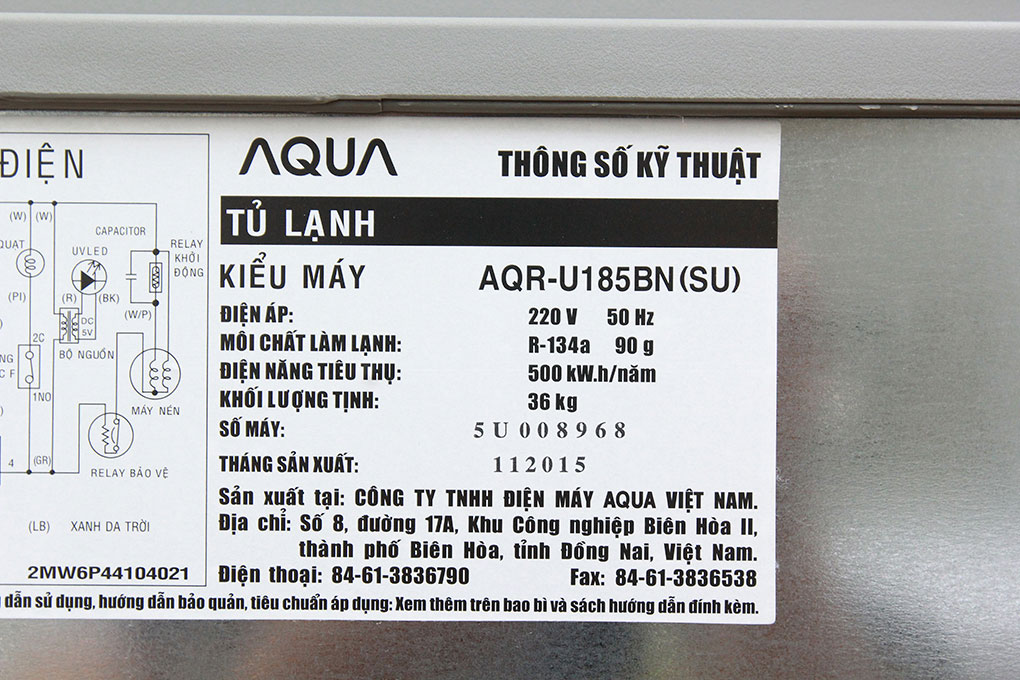 ĐIỆN
(W) (W)
CAPACITOR
QUẠT
UVLED
RELAY
KHỞI
ĐỘNG
(PI)
(R)
(BK)
(W/P)
DC
5V
2C
BỘ NGUỒN
1NO
MÁY NÉN
4
(GR)
RELAY BẢO VỆ
(LB) XANH DA TRỜI
2MW6P44104021
AQUA THÔNG SỐ KỸ THUẬT
TỦ LẠNH
KIỂU MÁY AQR-U185BN(SU)
ĐIỆN ÁP: 220 V 50 Hz
MÔI CHẤT LÀM LẠNH: R-134a 90 g
ĐIỆN NĂNG TIÊU THỤ: 500 kW.h/năm
KHỐI LƯỢNG TỊNH: 36 kg
SỐ MÁY: 5U008968
THÁNG SẢN XUẤT: 112015
Sản xuất tại: CÔNG TY TNHH ĐIỆN MÁY AQUA VIỆT NAM.
Địa chỉ: Số 8, đường 17A, Khu Công nghiệp Biên Hòa II,
thành phố Biên Hòa, tỉnh Đồng Nai, Việt Nam.
Điện thoại: 84-61-3836790 Fax: 84-61-3836538
dẫn sử dụng, hướng dẫn bảo quản, tiêu chuẩn áp dụng: Xem thêm trên bao bì và sách hướng dẫn đính kèm.